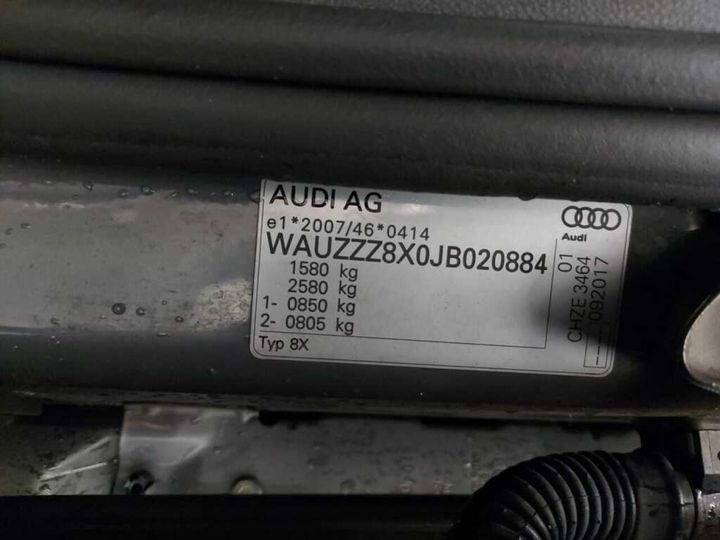 AUDI AG
e1*2007/46*0414
WAUZZZ8X0JB020884
1580 kg
2580 kg
1- 0850 kg
2- 0805 kg
Typ 8X
Audi
01
CHZE 3464
----092017